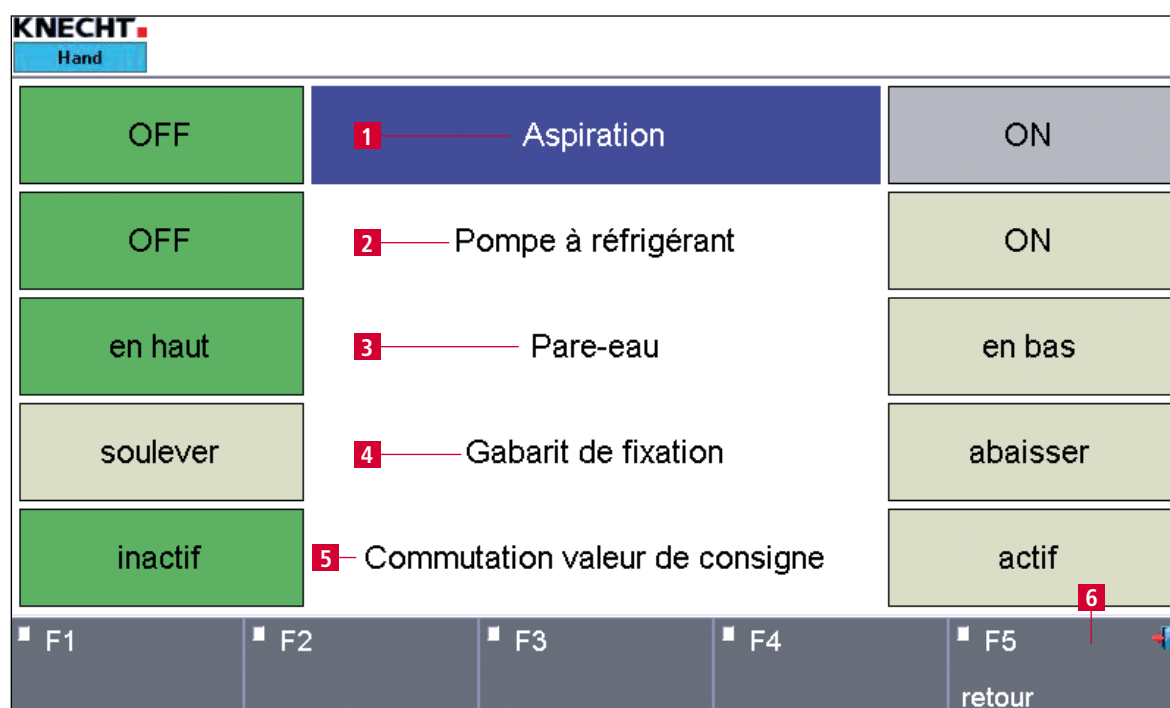 KNECHT
Hand
OFF 1 Aspiration ON
OFF 2 Pompe à réfrigérant ON
en haut 3 Pare-eau en bas
soulever 4 Gabarit de fixation abaisser
inactif 5 Commutation valeur de consigne actif
6
F1 F2 F3 F4 F5
retour